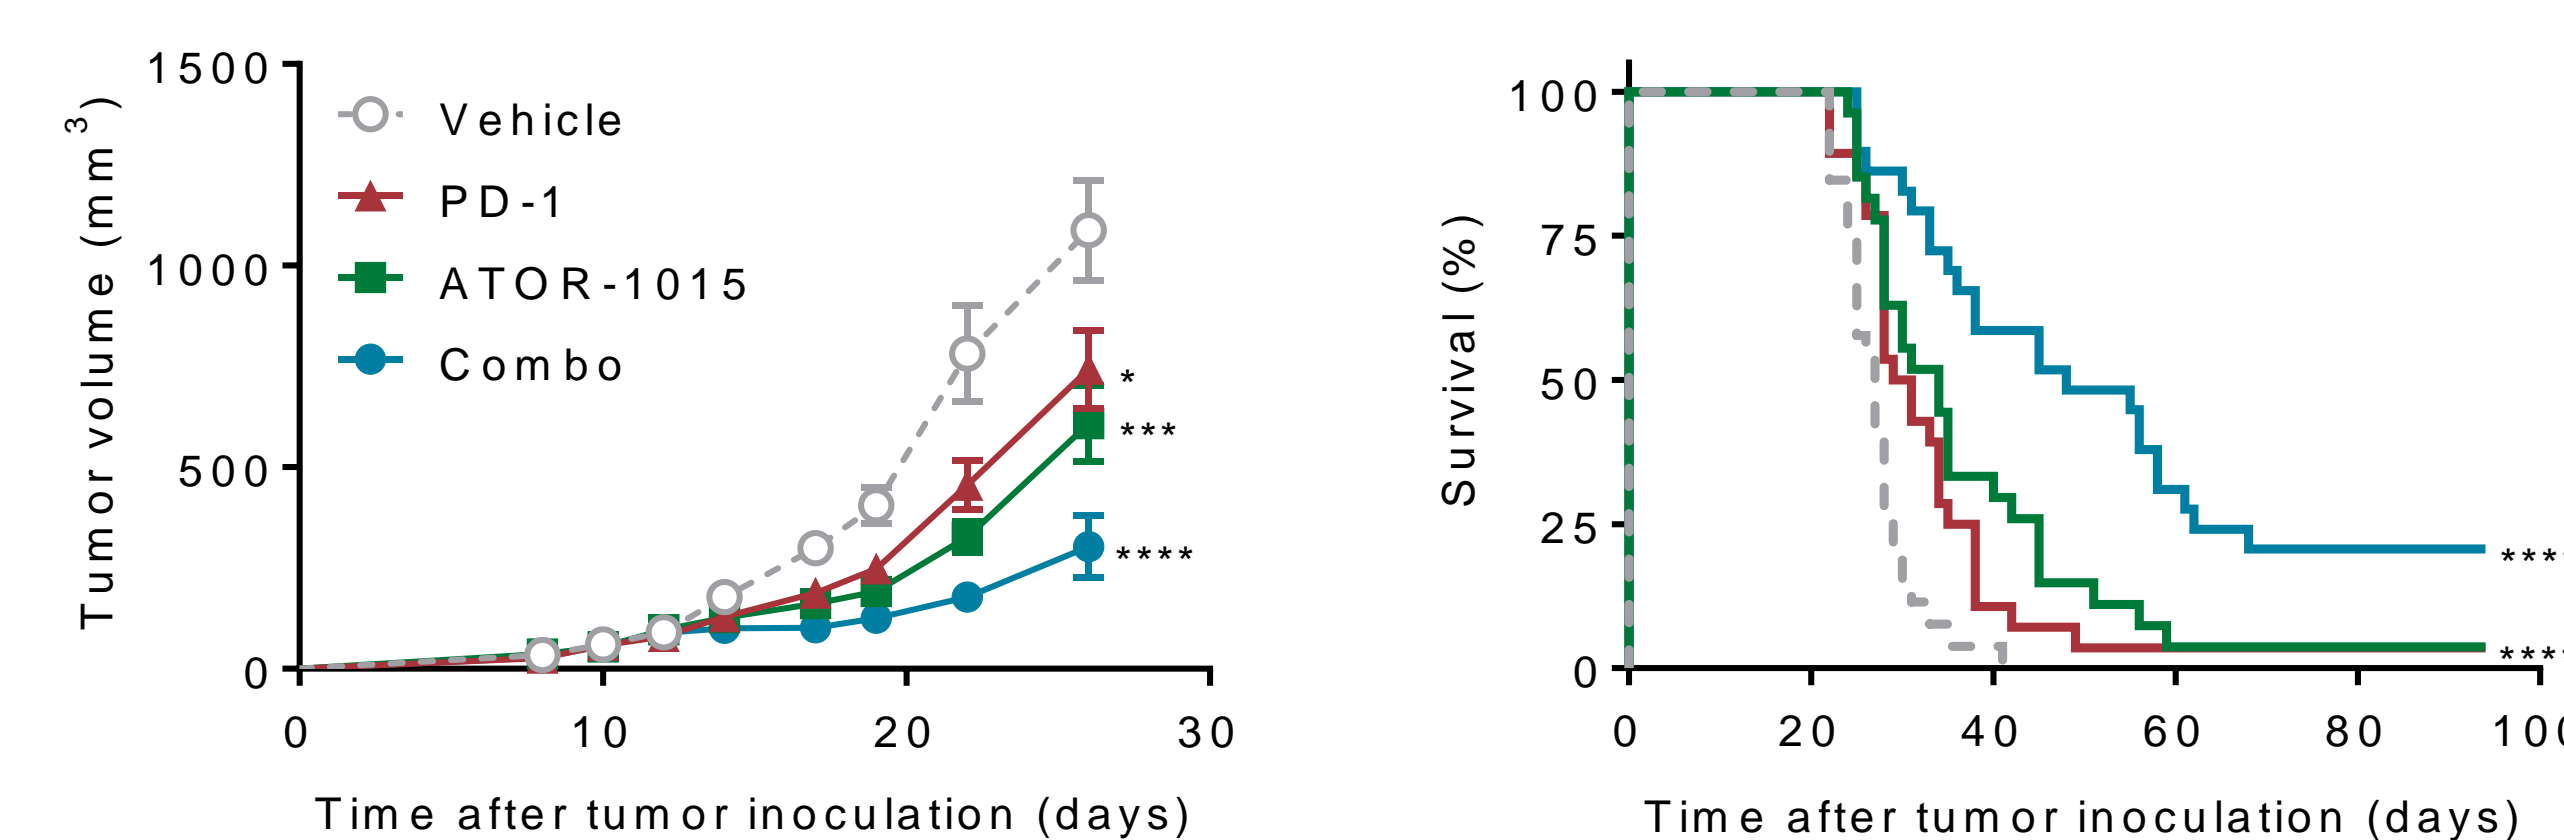 1500
1000
500
0
Tumor volume (mm³)
Vehicle
PD-1
ATOR-1015
Combo
*
***
****
0 10 20 30
Time after tumor inoculation (days)
100
75
50
25
0
Survival (%)
****
****
0 20 40 60 80 100
Time after tumor inoculation (days)